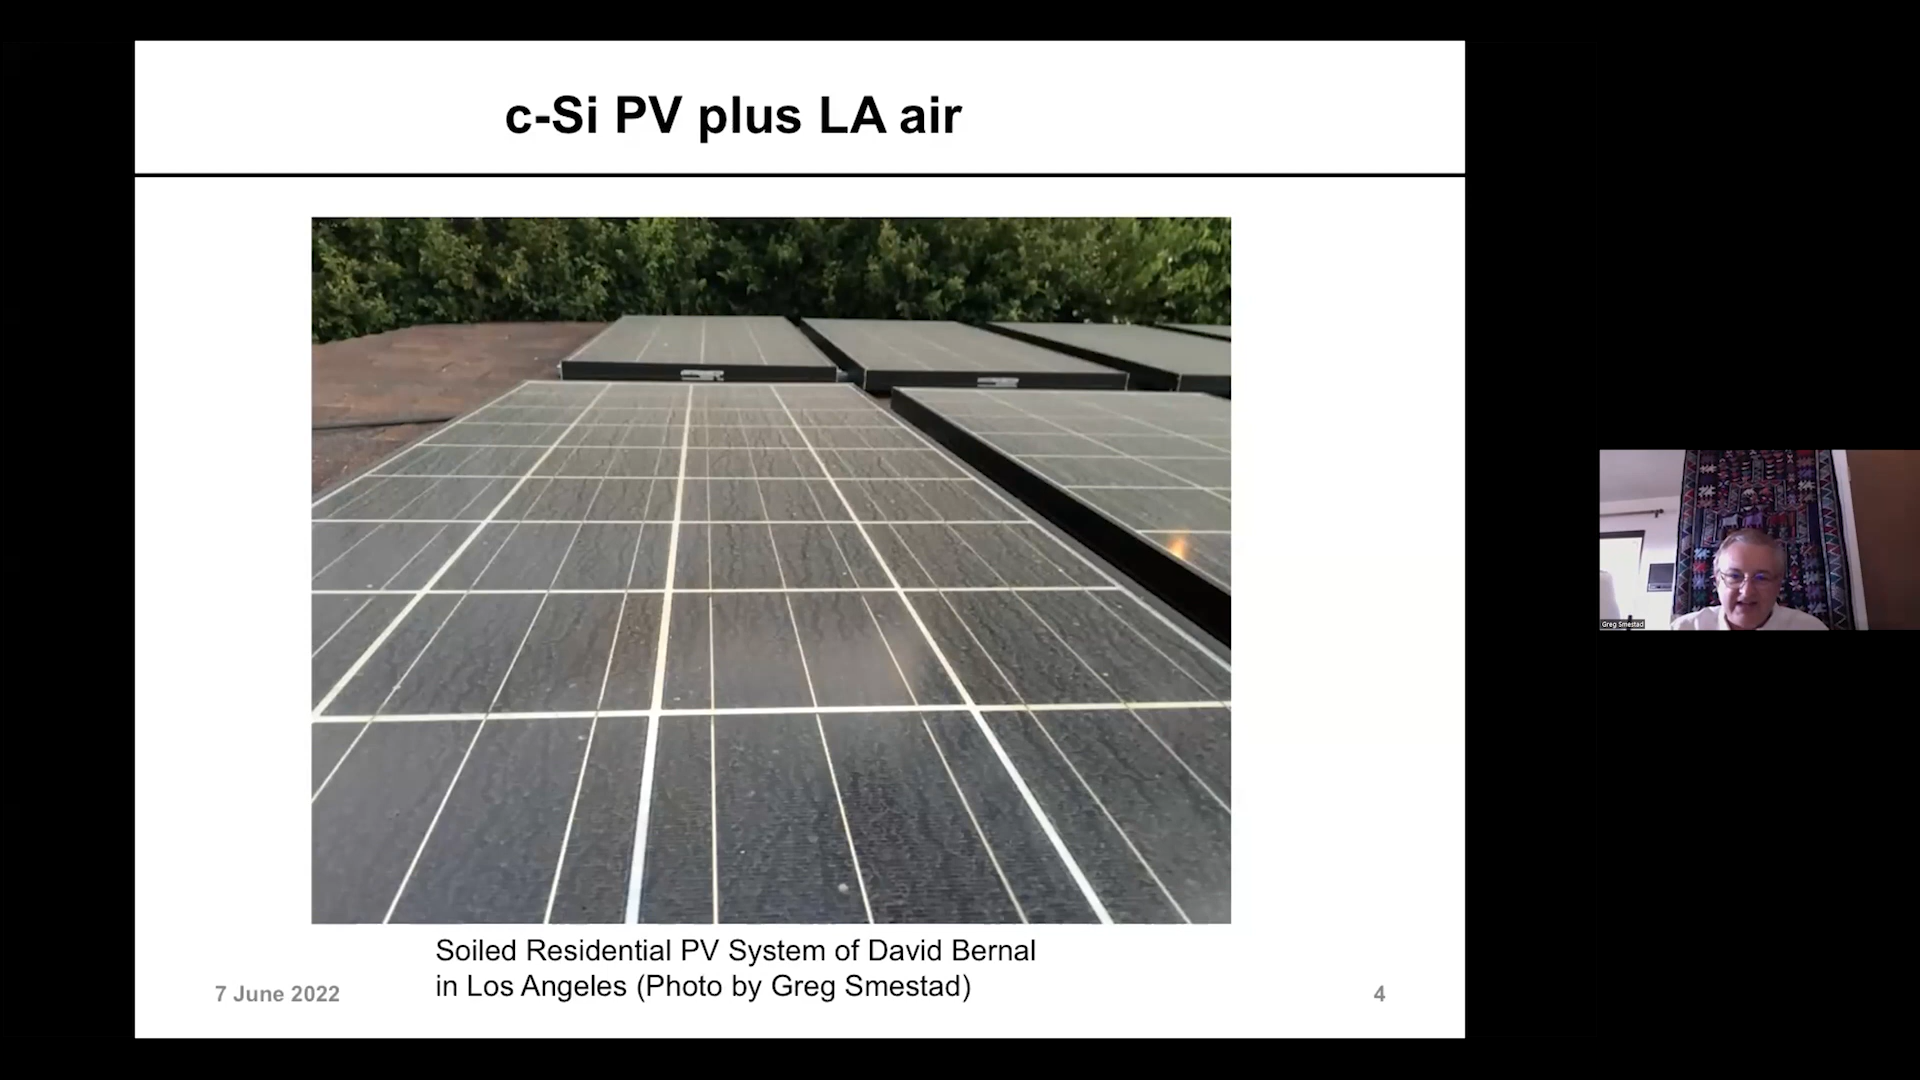 c-Si PV plus LA air
Soiled Residential PV System of David Bernal
in Los Angeles (Photo by Greg Smestad)
7 June 2022
4
Greg Smestad